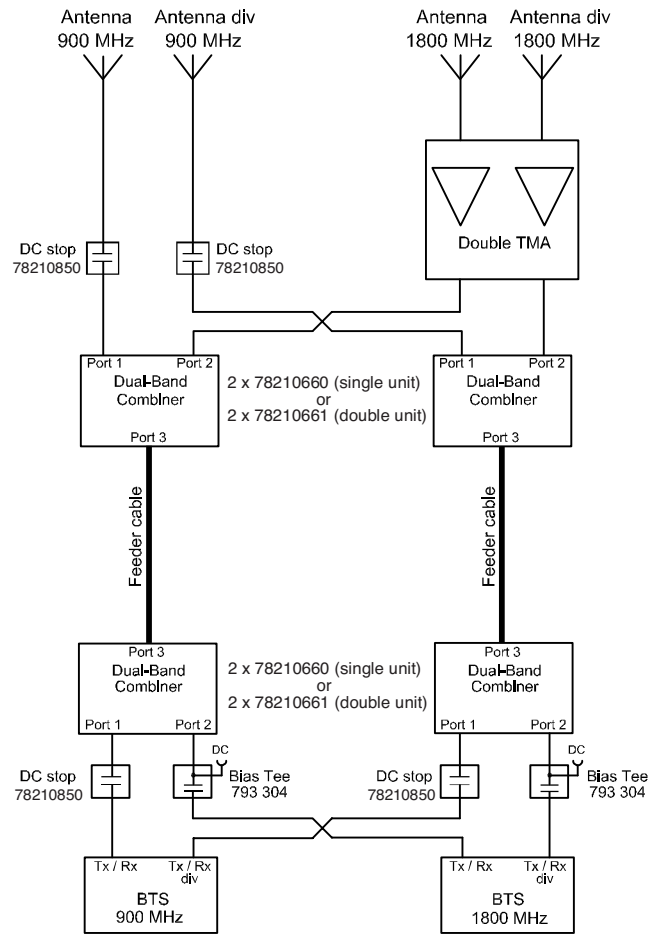 Antenna
900 MHz
Antenna div
900 MHz
Antenna
1800 MHz
Antenna div
1800 MHz
Double TMA
DC stop
78210850
DC stop
78210850
Port 1
Port 2
Dual-Band
Combiner
Port 3
2 x 78210660 (single unit)
or
2 x 78210661 (double unit)
Port 1
Port 2
Dual-Band
Combiner
Port 3
Feeder cable
Feeder cable
Port 3
Dual-Band
Combiner
Port 1
Port 2
2 x 78210660 (single unit)
or
2 x 78210661 (double unit)
Port 3
Dual-Band
Combiner
Port 1
Port 2
DC stop
78210850
DC
Bias Tee
793 304
DC stop
78210850
DC
Bias Tee
793 304
Tx / Rx
Tx / Rx
div
BTS
900 MHz
Tx / Rx
Tx / Rx
div
BTS
1800 MHz